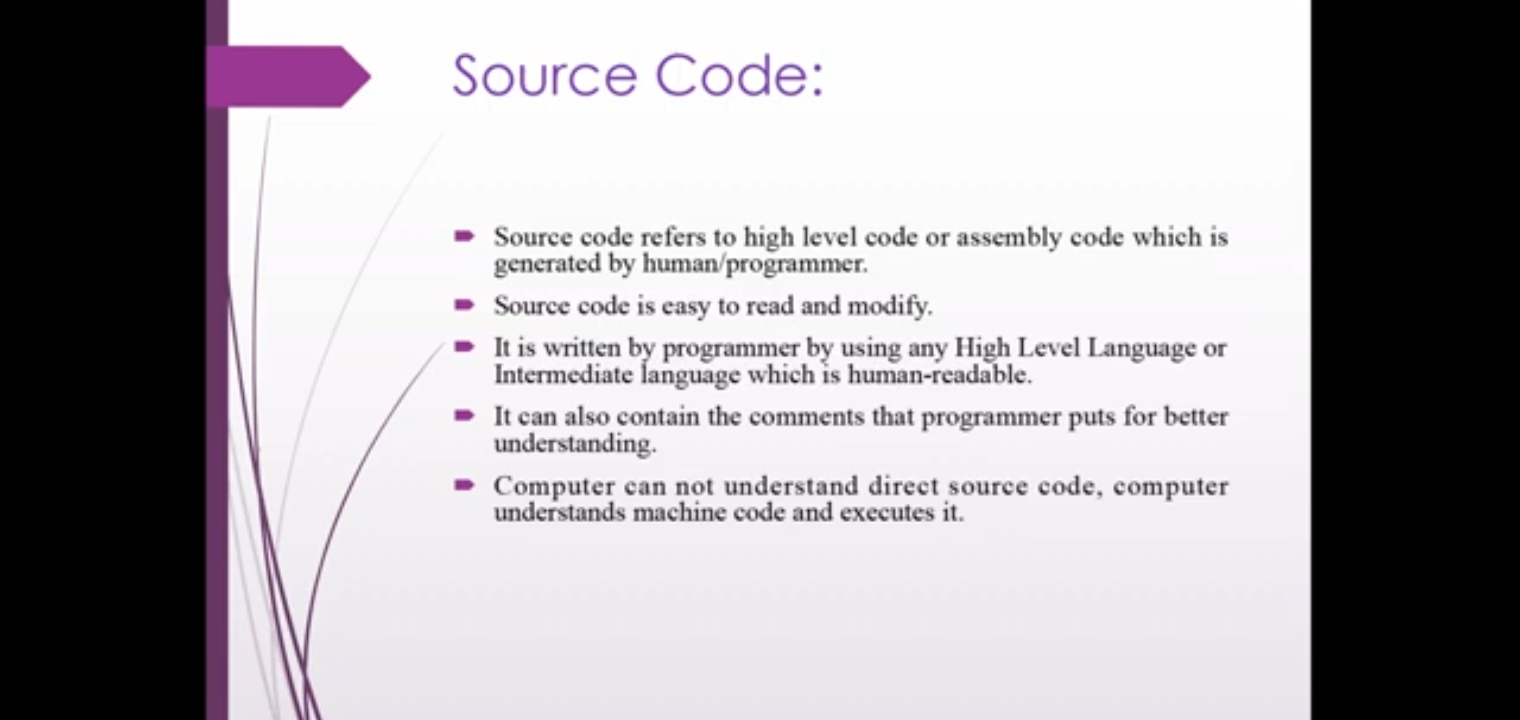 Source Code:
Source code refers to high level code or assembly code which is
generated by human/programmer.
Source code is easy to read and modify.
It is written by programmer by using any High Level Language or
Intermediate language which is human-readable.
It can also contain the comments that programmer puts for better
understanding.
Computer can not understand direct source code, computer
understands machine code and executes it.